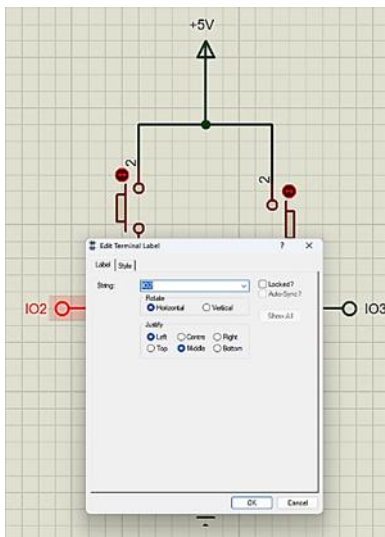 +5V
2
2
Edit Terminal Label
? X
Label Style
String: IO2
Locked?
Auto-Sync?
Rotate
Horizontal Vertical
Show All
Justify
Left Centre Right
Top Middle Bottom
IO2
IO3
OK Cancel